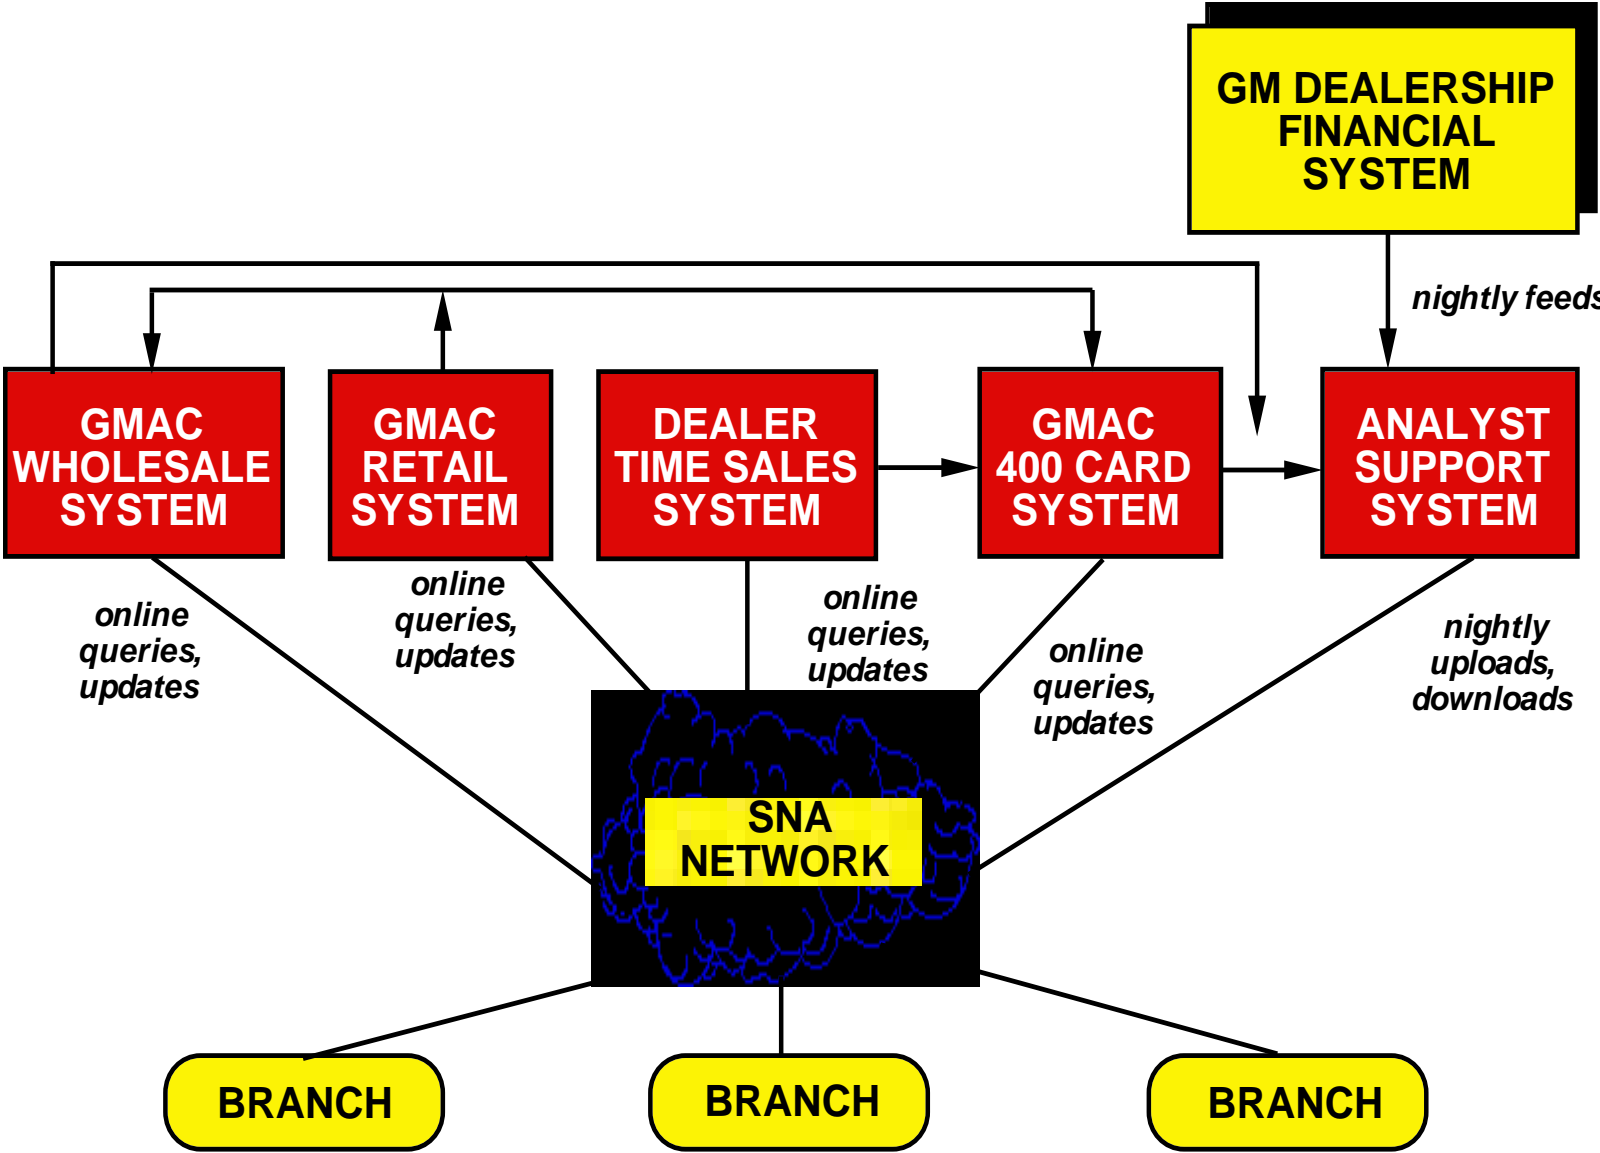 GM DEALERSHIP
FINANCIAL
SYSTEM
nightly feeds
GMAC
WHOLESALE
SYSTEM
GMAC
RETAIL
SYSTEM
DEALER
TIME SALES
SYSTEM
GMAC
400 CARD
SYSTEM
ANALYST
SUPPORT
SYSTEM
online
queries,
updates
online
queries,
updates
online
queries,
updates
online
queries,
updates
nightly
uploads,
downloads
SNA
NETWORK
BRANCH
BRANCH
BRANCH